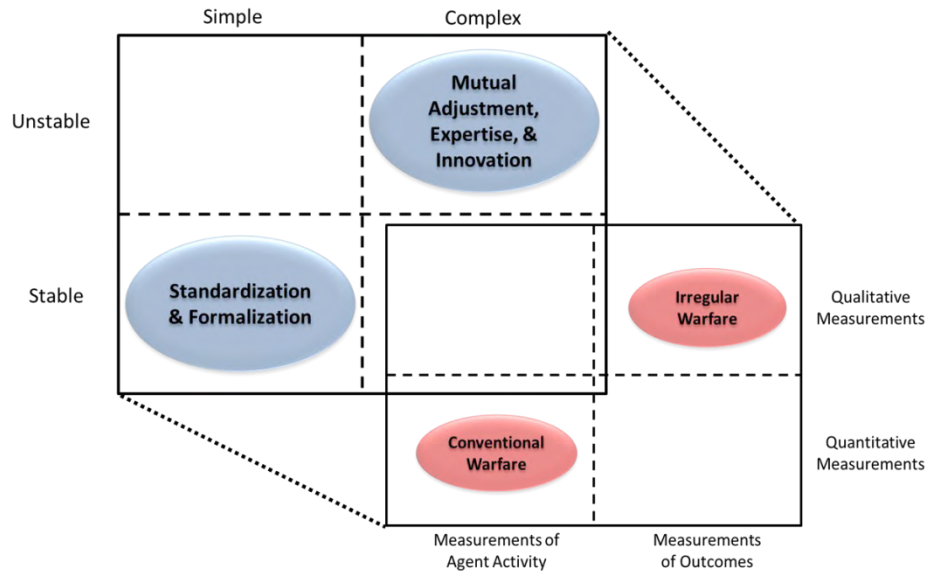 Simple
Complex
Unstable
Mutual
Adjustment,
Expertise, &
Innovation
Stable
Standardization
& Formalization
Irregular
Warfare
Qualitative
Measurements
Conventional
Warfare
Quantitative
Measurements
Measurements of
Agent Activity
Measurements
of Outcomes